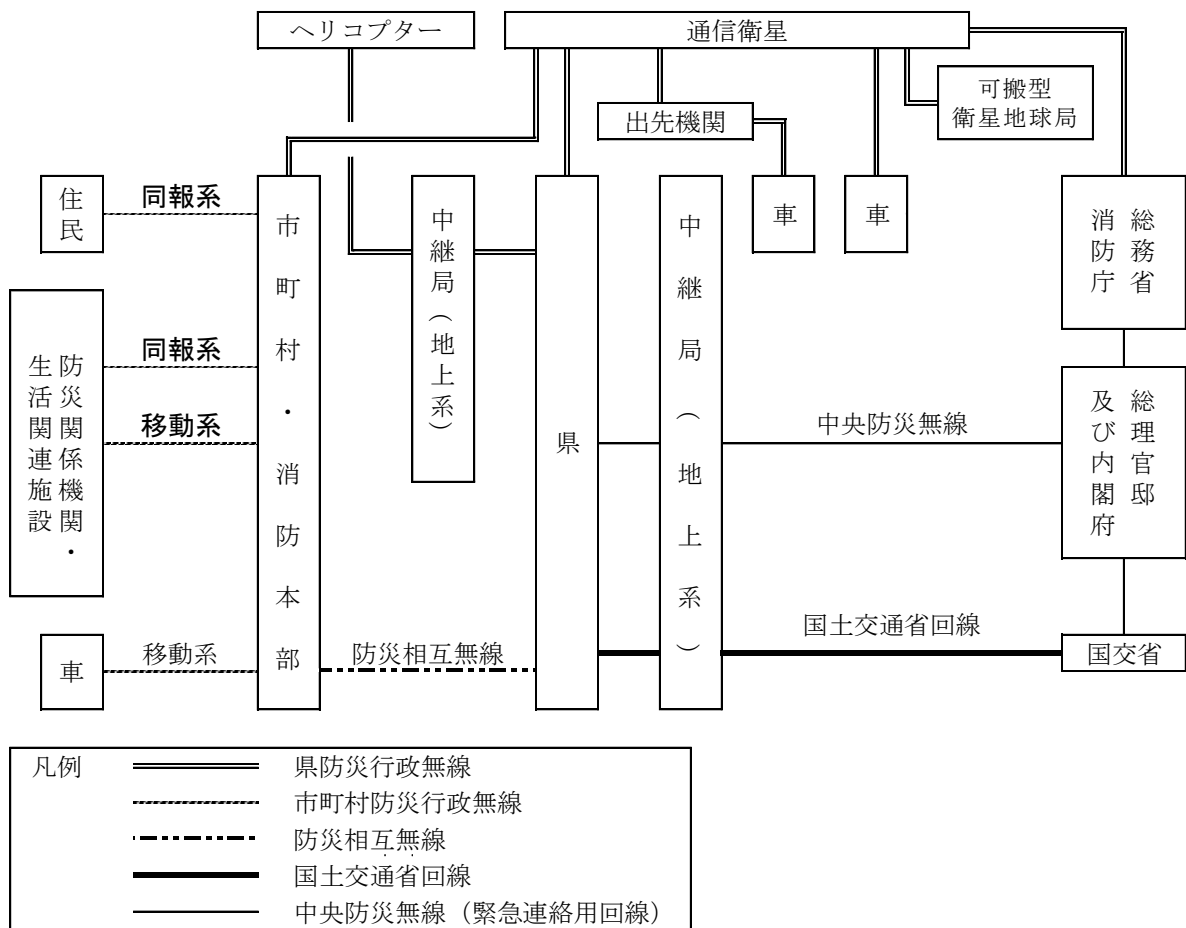 ヘリコプター
通信衛星
出先機関
可搬型
衛星地球局
住民
同報系
市町村・消防本部
中継局（地上系）
県
中継局（地上系）
車
車
総務省
消防庁
防災関係機関・
生活関連施設
同報系
移動系
中央防災無線
総理官邸
及び内閣府
車
移動系
防災相互無線
国土交通省回線
国交省
凡例
県防災行政無線
市町村防災行政無線
防災相互無線
国土交通省回線
中央防災無線（緊急連絡用回線）